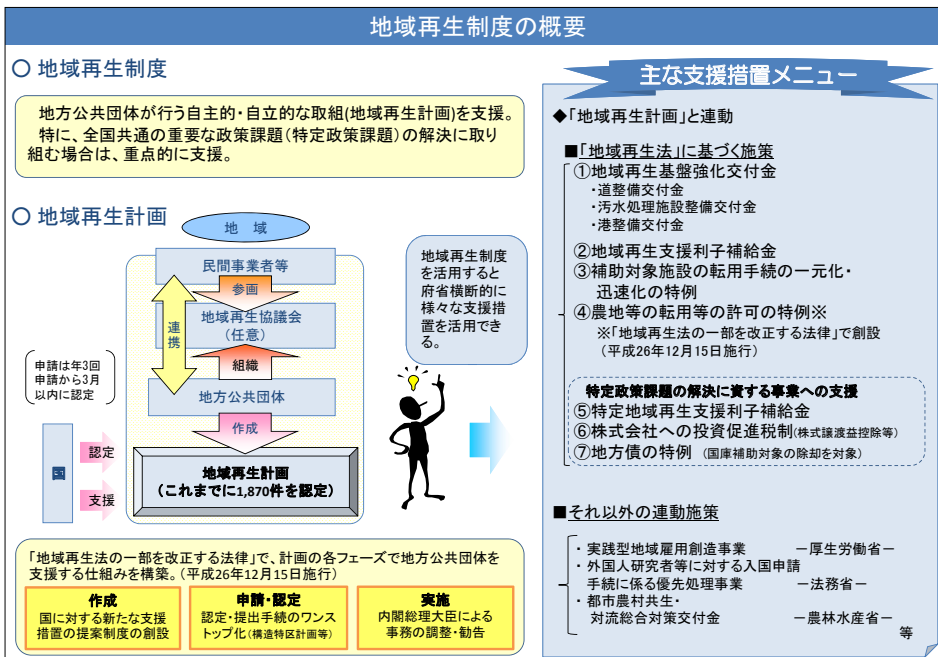 地域再生制度の概要
○ 地域再生制度
地方公共団体が行う自主的・自立的な取組(地域再生計画)を支援。
特に、全国共通の重要な政策課題(特定政策課題)の解決に取り
組む場合は、重点的に支援。
○ 地域再生計画
地 域
民間事業者等
参画
地域再生協議会
(任意)
連携
組織
地方公共団体
作成
地域再生計画
(これまでに1,870件を認定)
申請は年3回
申請から3月
以内に認定
国
認定
支援
地域再生制度
を活用すると
府省横断的に
様々な支援措
置を活用でき
る。
「地域再生法の一部を改正する法律」で、計画の各フェーズで地方公共団体を
支援する仕組みを構築。(平成26年12月15日施行)
作成
国に対する新たな支援
措置の提案制度の創設
申請・認定
認定・提出手続のワンス
トップ化(構造特区計画等)
実施
内閣総理大臣による
事務の調整・勧告
主な支援措置メニュー
◆「地域再生計画」と連動
■「地域再生法」に基づく施策
①地域再生基盤強化交付金
・道整備交付金
・汚水処理施設整備交付金
・港整備交付金
②地域再生支援利子補給金
③補助対象施設の転用手続の一元化・
迅速化の特例
④農地等の転用等の許可の特例※
※「地域再生法の一部を改正する法律」で創設
(平成26年12月15日施行)
特定政策課題の解決に資する事業への支援
⑤特定地域再生支援利子補給金
⑥株式会社への投資促進税制(株式譲渡益控除等)
⑦地方債の特例 (国庫補助対象の除却を対象)
■それ以外の連動施策
・ 実践型地域雇用創造事業 －厚生労働省－
・ 外国人研究者等に対する入国申請
手続に係る優先処理事業 －法務省－
・ 都市農村共生・
対流総合対策交付金 －農林水産省－
等